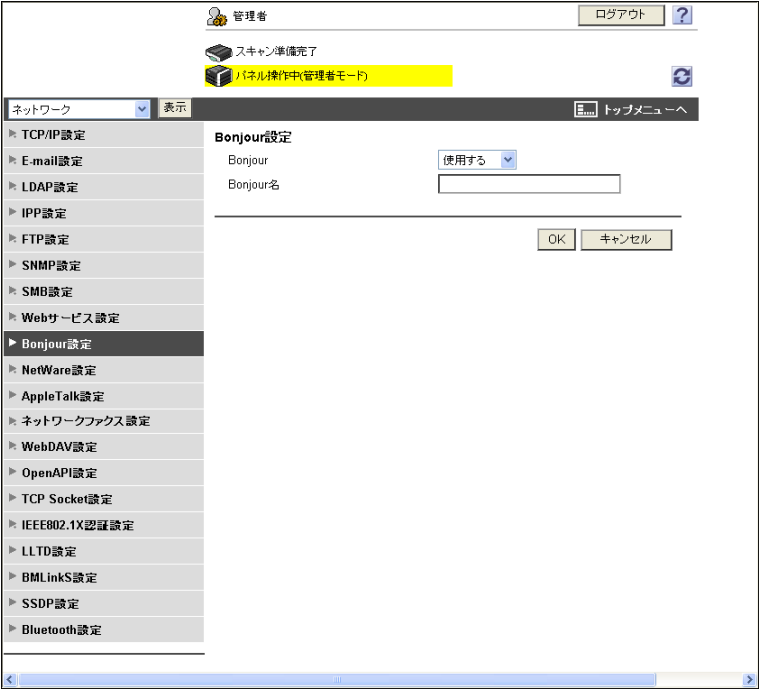 管理者
ログアウト
?
スキャン準備完了
パネル操作中(管理者モード)
ネットワーク
表示
トップメニューへ
TCP/IP設定
E-mail設定
LDAP設定
IPP設定
FTP設定
SNMP設定
SMB設定
Webサービス設定
Bonjour設定
NetWare設定
AppleTalk設定
ネットワークファクス設定
WebDAV設定
OpenAPI設定
TCP Socket設定
IEEE802.1X認証設定
LLTD設定
BMLinkS設定
SSDP設定
Bluetooth設定
Bonjour設定
Bonjour
使用する
Bonjour名
OK
キャンセル